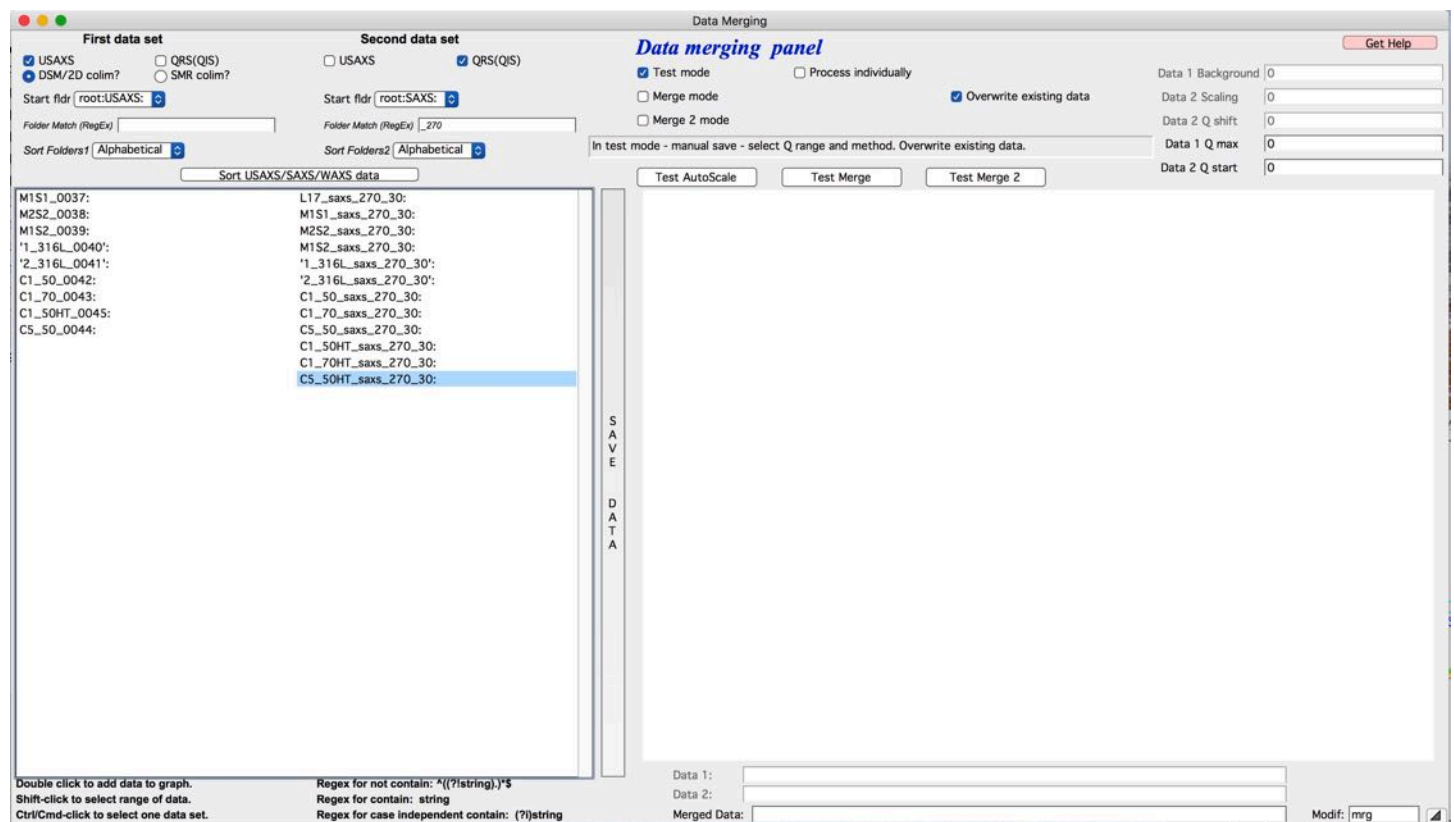 Data Merging
First data set
Second data set
USAXS
QRS(QIS)
DSM/2D colim?
SMR colim?
USAXS
QRS(QIS)
Start fldr root:USAXS:
Start fldr root:SAXS:
Folder Match (RegEx)
Folder Match (RegEx) _270
Sort Folders1 Alphabetical
Sort Folders2 Alphabetical
Sort USAXS/SAXS/WAXS data
Data merging panel
Get Help
Test mode
Process individually
Merge mode
Overwrite existing data
Merge 2 mode
In test mode - manual save - select Q range and method. Overwrite existing data.
Test AutoScale
Test Merge
Test Merge 2
Data 1 Background 0
Data 2 Scaling 0
Data 2 Q shift 0
Data 1 Q max 0
Data 2 Q start 0
M1S1_0037:
M2S2_0038:
M1S2_0039:
'1_316L_0040':
'2_316L_0041':
C1_50_0042:
C1_70_0043:
C1_50HT_0045:
C5_50_0044:
L17_saxs_270_30:
M1S1_saxs_270_30:
M2S2_saxs_270_30:
M1S2_saxs_270_30:
'1_316L_saxs_270_30':
'2_316L_saxs_270_30':
C1_50_saxs_270_30:
C1_70_saxs_270_30:
C5_50_saxs_270_30:
C1_50HT_saxs_270_30:
C1_70HT_saxs_270_30:
C5_50HT_saxs_270_30:
SAVE DATA
Double click to add data to graph.
Shift-click to select range of data.
Ctrl/Cmd-click to select one data set.
Regex for not contain: ^((?!string).)*$
Regex for contain: string
Regex for case independent contain: (?i)string
Data 1:
Data 2:
Merged Data:
Modif: mrg